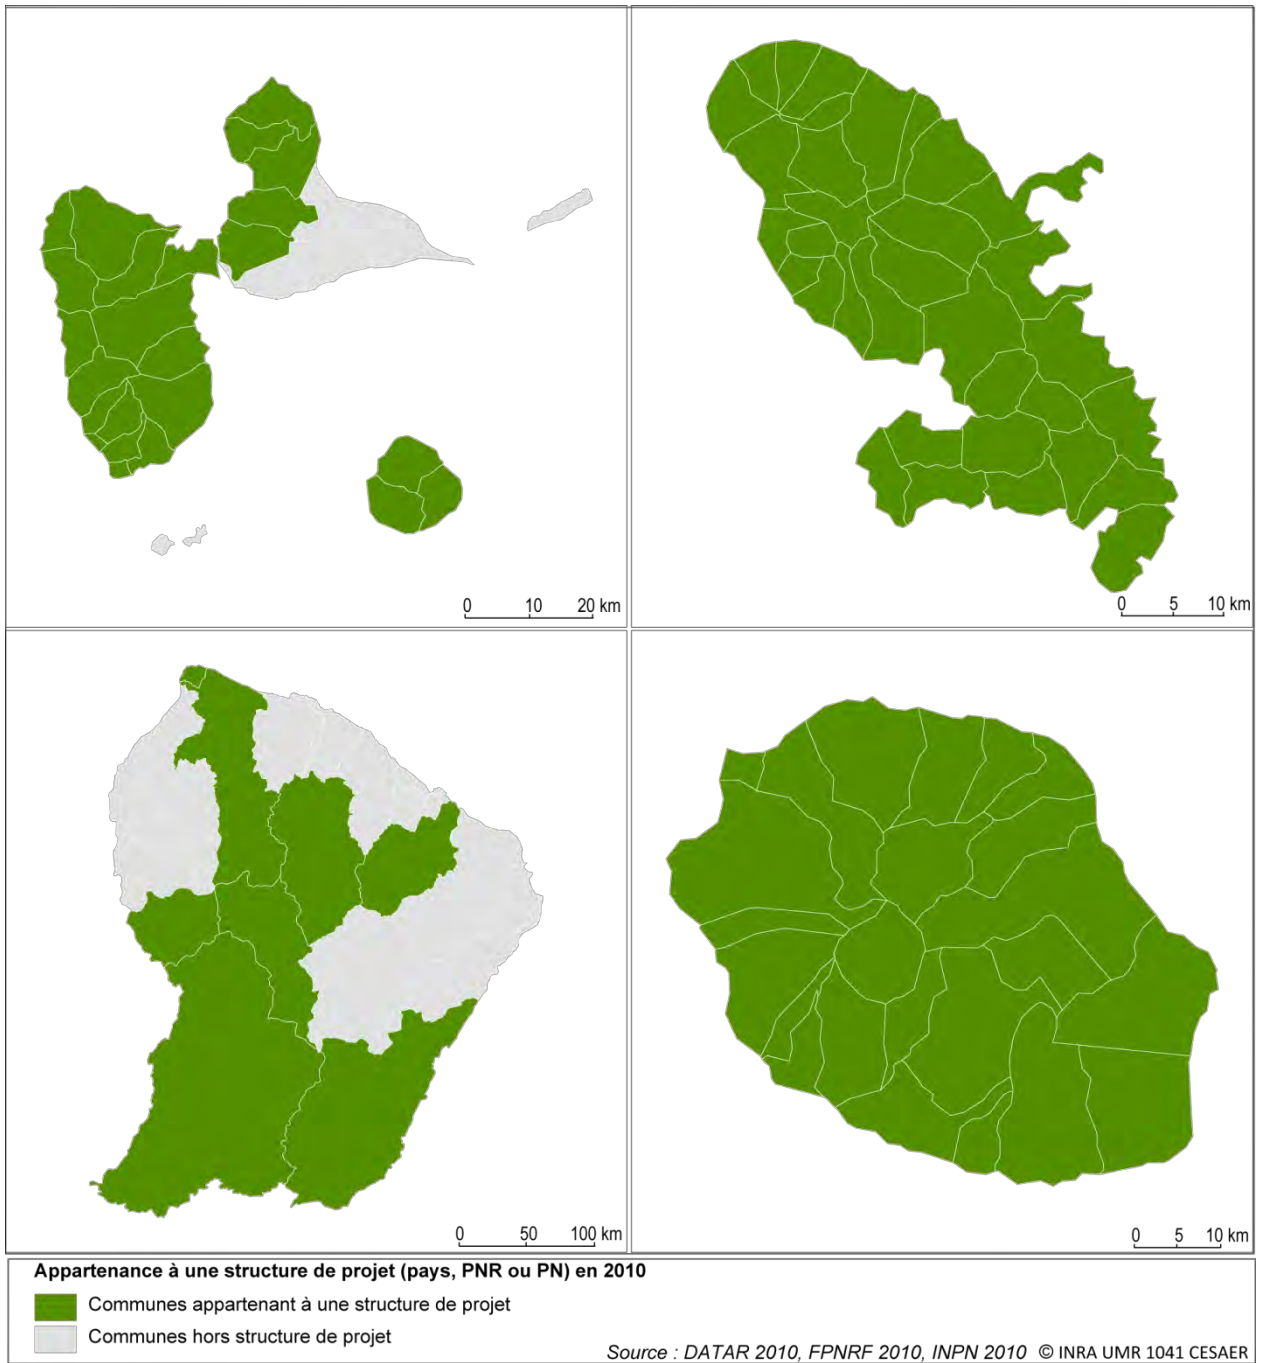 0 10 20 km
0 5 10 km
0 50 100 km
0 5 10 km
Appartenance à une structure de projet (pays, PNR ou PN) en 2010
Communes appartenant à une structure de projet
Communes hors structure de projet
Source : DATAR 2010, FPNRF 2010, INPN 2010 © INRA UMR 1041 CESAER